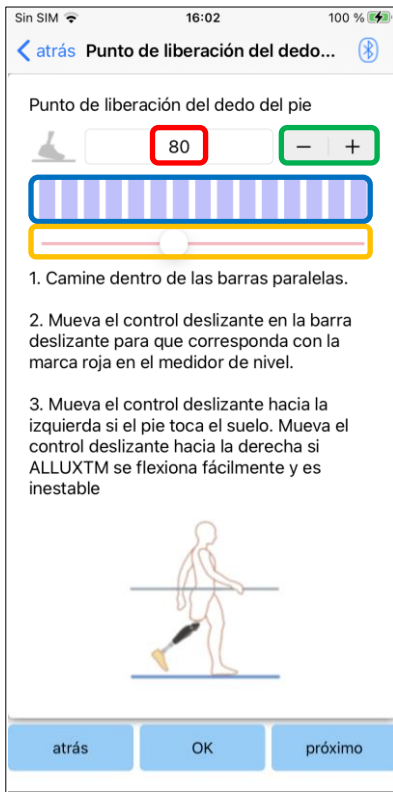 Sin SIM 16:02 100 %
atrás Punto de liberación del dedo...
Punto de liberación del dedo del pie
80 − +
1. Camine dentro de las barras paralelas.
2. Mueva el control deslizante en la barra
deslizante para que corresponda con la
marca roja en el medidor de nivel.
3. Mueva el control deslizante hacia la
izquierda si el pie toca el suelo. Mueva el
control deslizante hacia la derecha si
ALLUXTM se flexiona fácilmente y es
inestable
atrás OK próximo